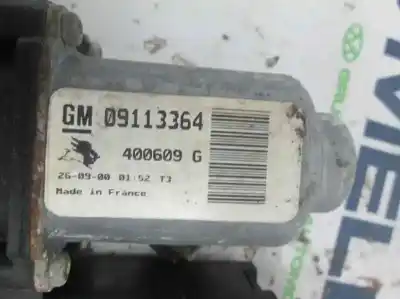 GM 09113364
400609 G
26-09-00 01:52 T3
Made in France